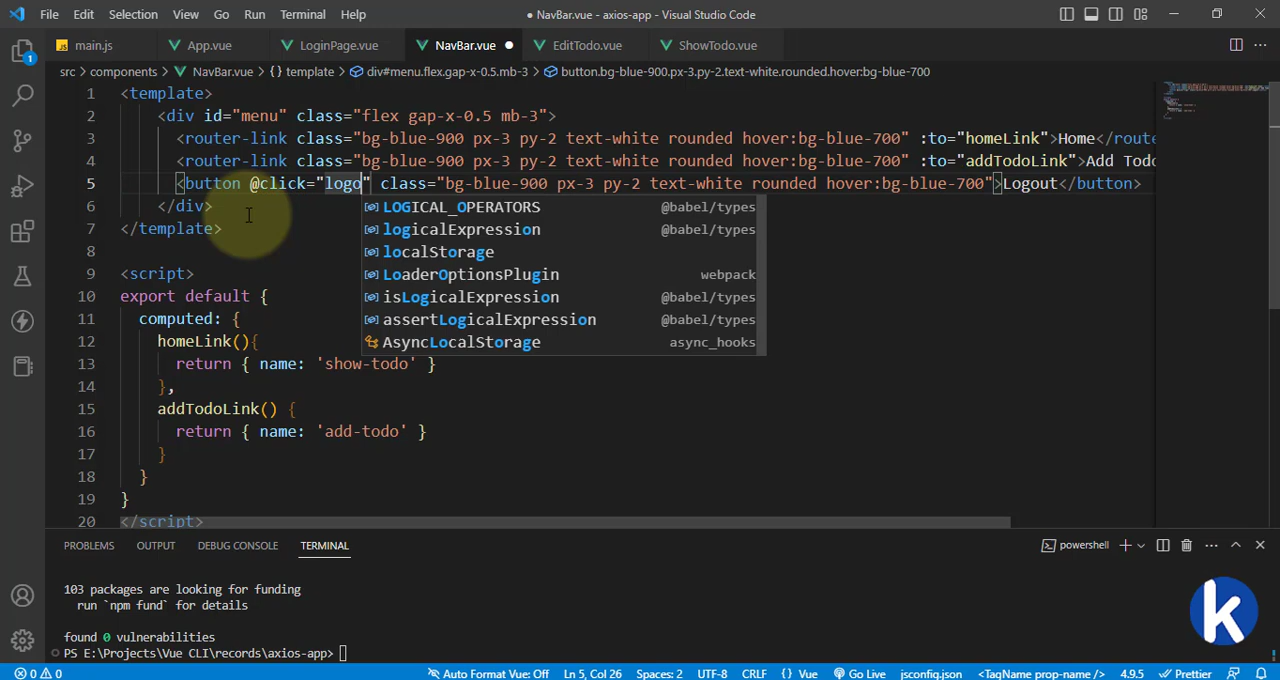 File Edit Selection View Go Run Terminal Help
● NavBar.vue - axios-app - Visual Studio Code
main.js App.vue LoginPage.vue NavBar.vue ● EditTodo.vue ShowTodo.vue
src > components > NavBar.vue > {} template > div#menu.flex.gap-x-0.5.mb-3 > button.bg-blue-900.px-3.py-2.text-white.rounded.hover:bg-blue-700
1 <template>
2 <div id="menu" class="flex gap-x-0.5 mb-3">
3 <router-link class="bg-blue-900 px-3 py-2 text-white rounded hover:bg-blue-700" :to="homeLink">Home</route
4 <router-link class="bg-blue-900 px-3 py-2 text-white rounded hover:bg-blue-700" :to="addTodoLink">Add Todo
5 <button @click="logo" class="bg-blue-900 px-3 py-2 text-white rounded hover:bg-blue-700">Logout</button>
6 </div>
LOGICAL_OPERATORS @babel/types
7 </template>
logicalExpression @babel/types
8
localStorage
9 <script>
LoaderOptionsPlugin webpack
10 export default {
isLogicalExpression @babel/types
11 computed: {
assertLogicalExpression @babel/types
12 homeLink(){
AsyncLocalStorage async_hooks
13 return { name: 'show-todo' }
14 },
15 addTodoLink() {
16 return { name: 'add-todo' }
17 }
18 }
19 }
20 </script>
PROBLEMS OUTPUT DEBUG CONSOLE TERMINAL
powershell
103 packages are looking for funding
run `npm fund` for details
found 0 vulnerabilities
PS E:\Projects\Vue CLI\records\axios-app>
k
1
0 0 Auto Format Vue: Off Ln 5, Col 26 Spaces: 2 UTF-8 CRLF {} Vue Go Live jsconfig.json <TagName prop-name /> 4.9.5 Prettier